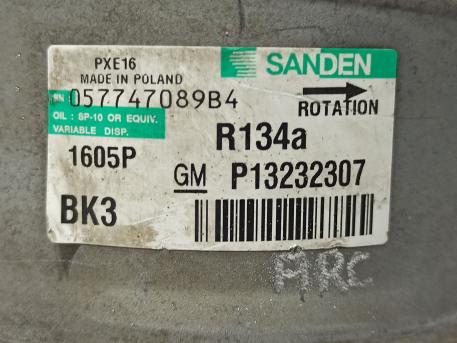 PXE16
MADE IN POLAND
SANDEN
SN 057747089B4
ROTATION
OIL : SP-10 OR EQUIV.
VARIABLE DISP.
R134a
1605P
GM P13232307
BK3
ARC